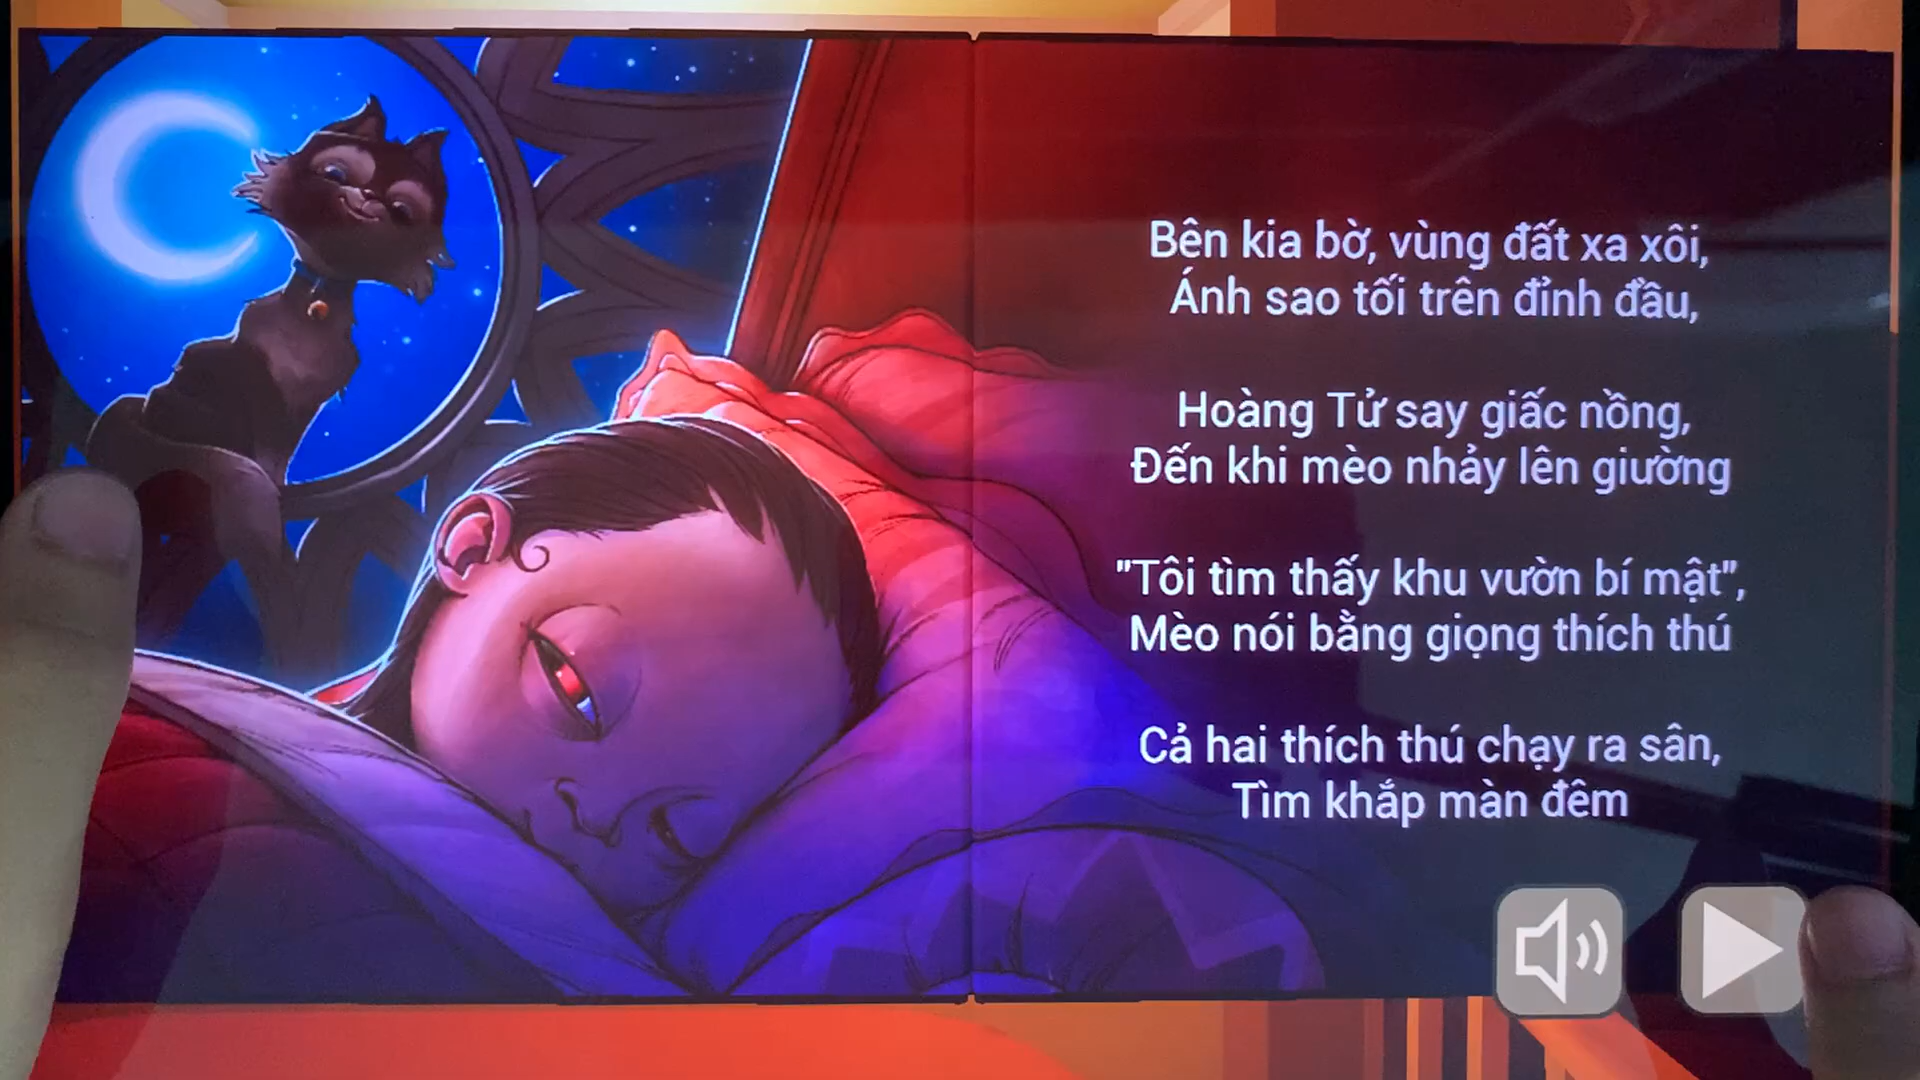 Bên kia bờ, vùng đất xa xôi,
Ánh sao tối trên đỉnh đầu,
Hoàng Tử say giấc nồng,
Đến khi mèo nhảy lên giường
"Tôi tìm thấy khu vườn bí mật",
Mèo nói bằng giọng thích thú
Cả hai thích thú chạy ra sân,
Tìm khắp màn đêm